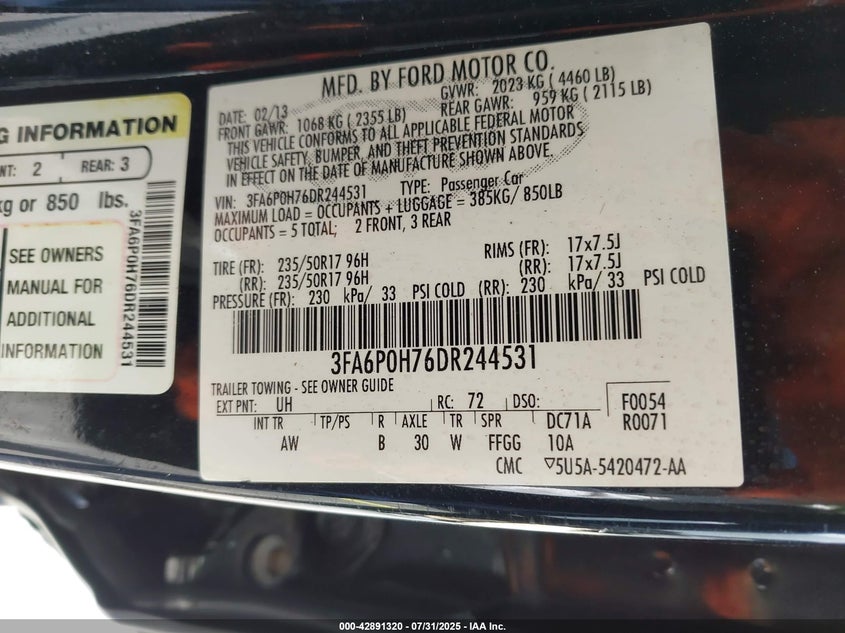 G INFORMATION
NT: 2 REAR: 3
kg or 850 lbs.
SEE OWNERS
MANUAL FOR
ADDITIONAL
INFORMATION
3FA6P0H76DR244531
MFD. BY FORD MOTOR CO.
DATE: 02/13 GVWR: 2023 KG ( 4460 LB)
FRONT GAWR: 1068 KG ( 2355 LB) REAR GAWR: 959 KG ( 2115 LB)
THIS VEHICLE CONFORMS TO ALL APPLICABLE FEDERAL MOTOR
VEHICLE SAFETY, BUMPER, AND THEFT PREVENTION STANDARDS
IN EFFECT ON THE DATE OF MANUFACTURE SHOWN ABOVE.
VIN: 3FA6P0H76DR244531 TYPE: Passenger Car
MAXIMUM LOAD = OCCUPANTS + LUGGAGE = 385KG/ 850LB
OCCUPANTS = 5 TOTAL; 2 FRONT, 3 REAR
TIRE (FR): 235/50R17 96H RIMS (FR): 17x7.5J
(RR): 235/50R17 96H (RR): 17x7.5J
PRESSURE (FR): 230 kPa/ 33 PSI COLD (RR): 230 kPa/ 33 PSI COLD
3FA6P0H76DR244531
TRAILER TOWING - SEE OWNER GUIDE
EXT PNT: UH RC: 72 DSO: F0054
INT TR TP/PS R AXLE TR SPR DC71A R0071
AW B 30 W FFGG 10A
CMC ▽5U5A-5420472-AA
000-42891320 | 07/31/2025 - IAA Inc.